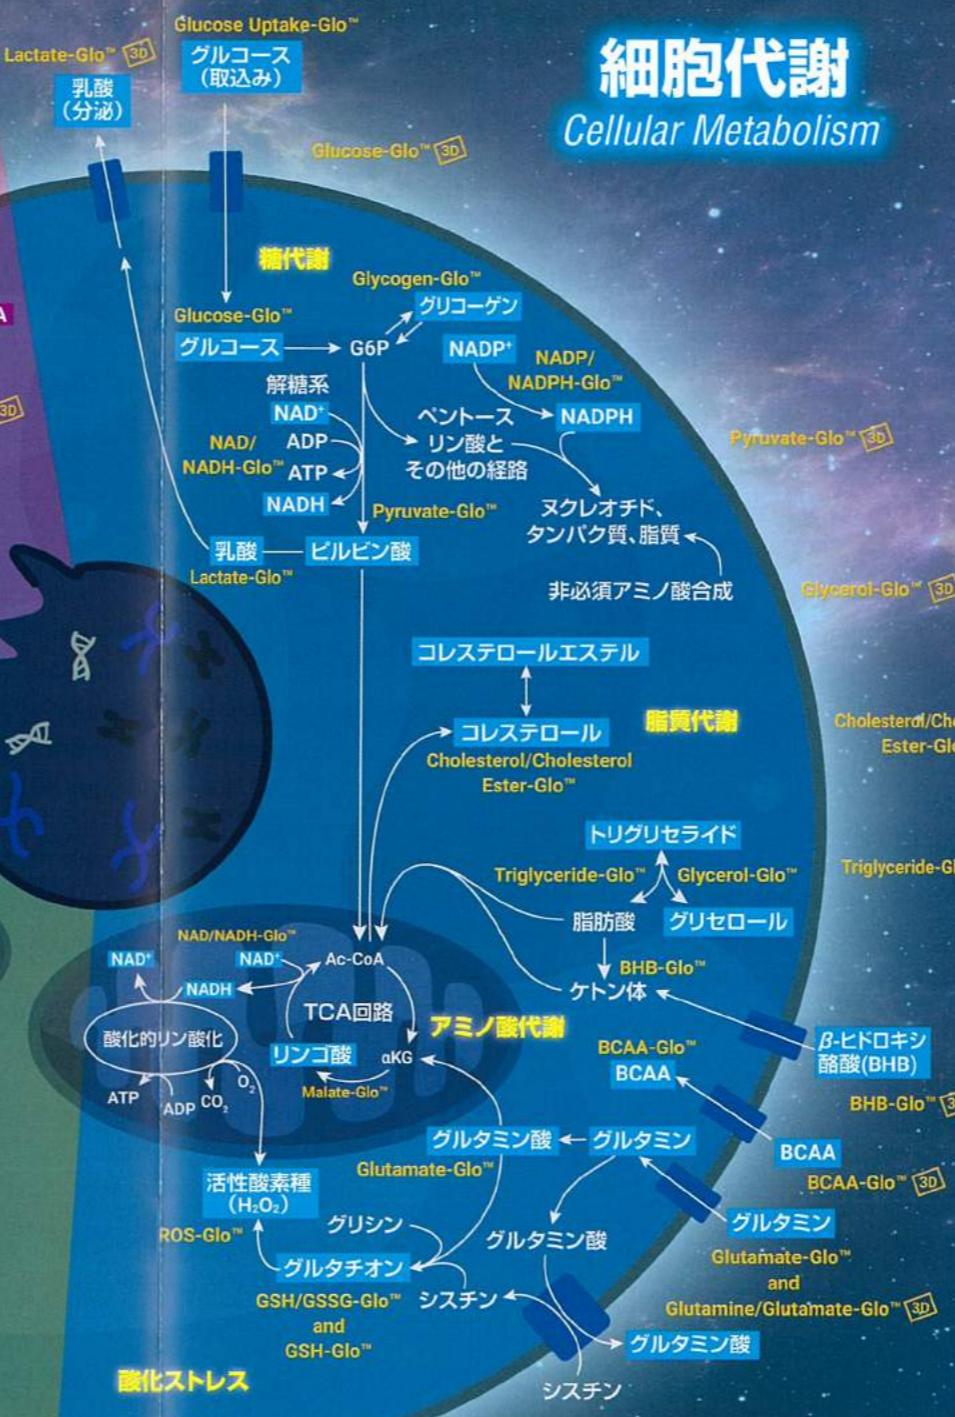 細胞代謝
Cellular Metabolism
Glucose Uptake-Glo™
Lactate-Glo™ 3D
グルコース
(取込み)
乳酸
(分泌)
Glucose-Glo™ 3D
糖代謝
Glycogen-Glo™
グリコーゲン
Glucose-Glo™
グルコース
G6P
NADP⁺
NADP/
NADPH-Glo™
A
3D
解糖系
NAD⁺
ADP
ATP
NADH
NAD/
NADH-Glo™
ペントース
リン酸と
その他の経路
NADPH
Pyruvate-Glo™ 3D
Pyruvate-Glo™
ヌクレオチド、
タンパク質、脂質
乳酸
ピルビン酸
Lactate-Glo™
非必須アミノ酸合成
Glycerol-Glo™ 3D
コレステロールエステル
脂質代謝
コレステロール
Cholesterol/Cholesterol
Ester-Glo™
Cholesterol/Cho
Ester-Glo
トリグリセライド
Triglyceride-Glo™
Glycerol-Glo™
Triglyceride-Gl
脂肪酸
グリセロール
NAD/NADH-Glo™
NAD⁺
NAD⁺
Ac-CoA
NADH
BHB-Glo™
ケトン体
TCA回路
アミノ酸代謝
酸化的リン酸化
リンゴ酸
αKG
Malate-Glo™
β-ヒドロキシ
酪酸(BHB)
BHB-Glo™ 3
BCAA-Glo™
BCAA
ATP
ADP
CO₂
O₂
グルタミン酸
グルタミン
Glutamate-Glo™
BCAA
BCAA-Glo™ 3D
活性酸素種
(H₂O₂)
ROS-Glo™
グリシン
グルタミン酸
グルタミン
Glutamate-Glo™
and
Glutamine/Glutamate-Glo™ 3D
グルタチオン
GSH/GSSG-Glo™
and
GSH-Glo™
シスチン
グルタミン酸
酸化ストレス
シスチン